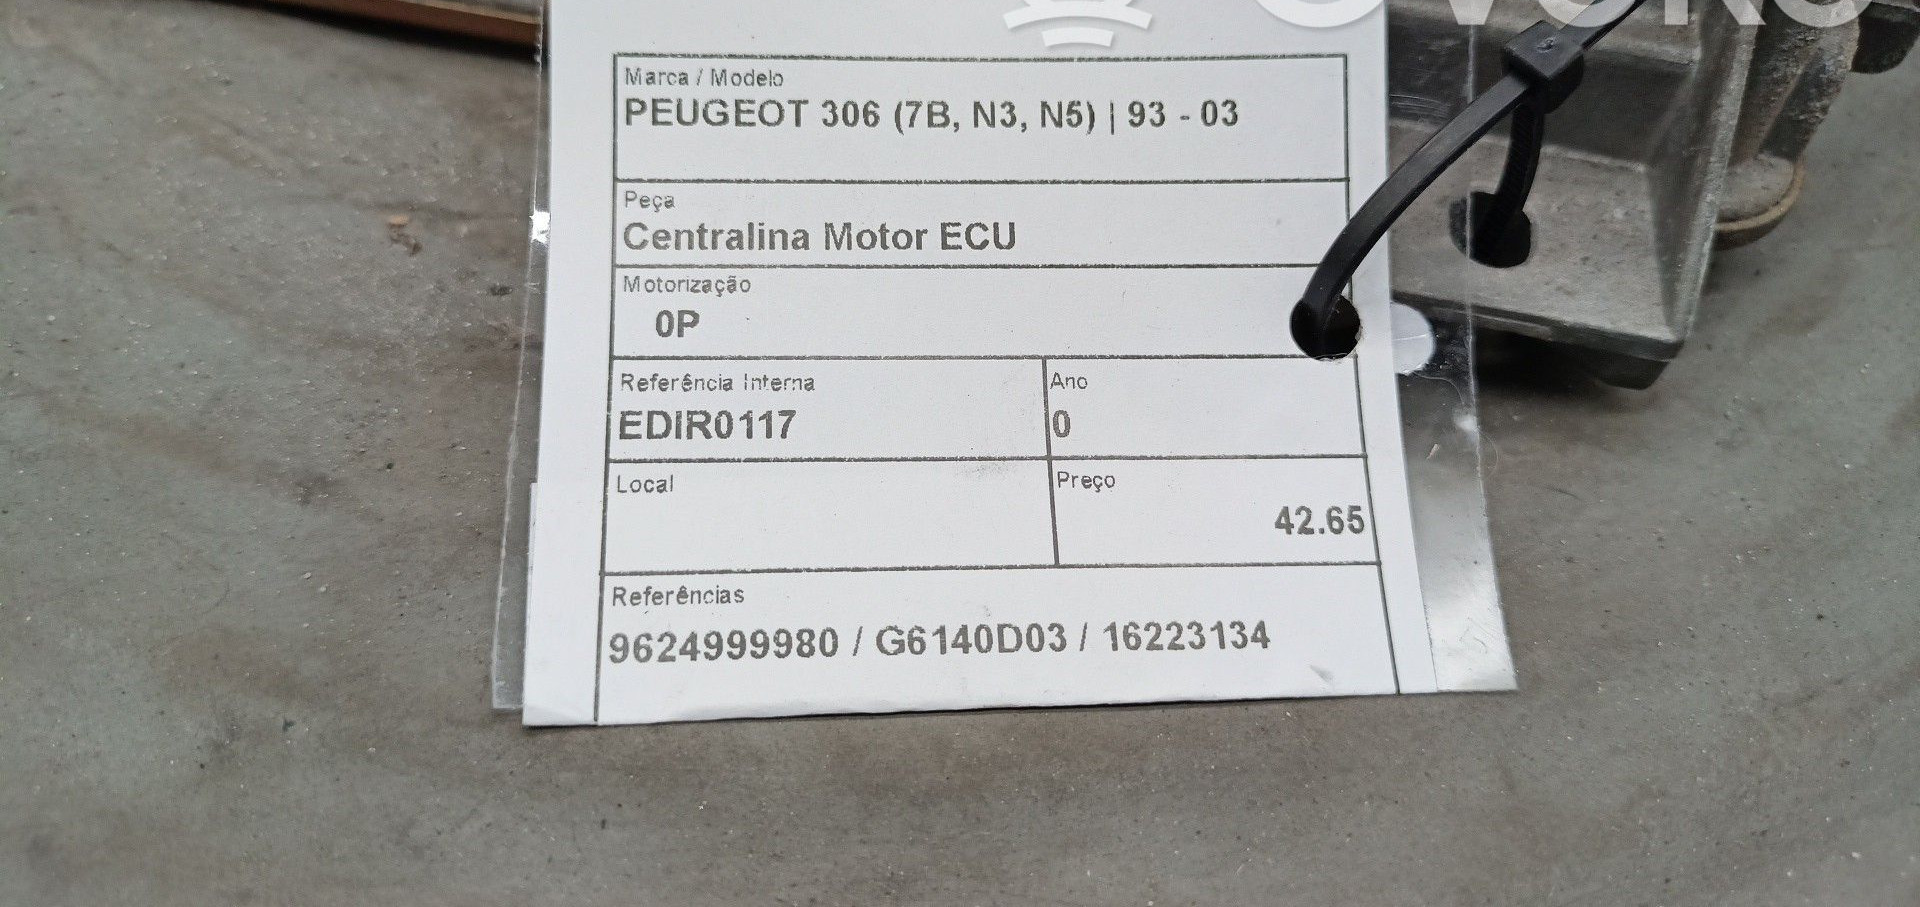 Marca / Modelo
PEUGEOT 306 (7B, N3, N5) | 93 - 03
Peça
Centralina Motor ECU
Motorização
0P
Referência Interna
EDIR0117
Ano
0
Local
Preço
42.65
Referências
9624999980 / G6140D03 / 16223134